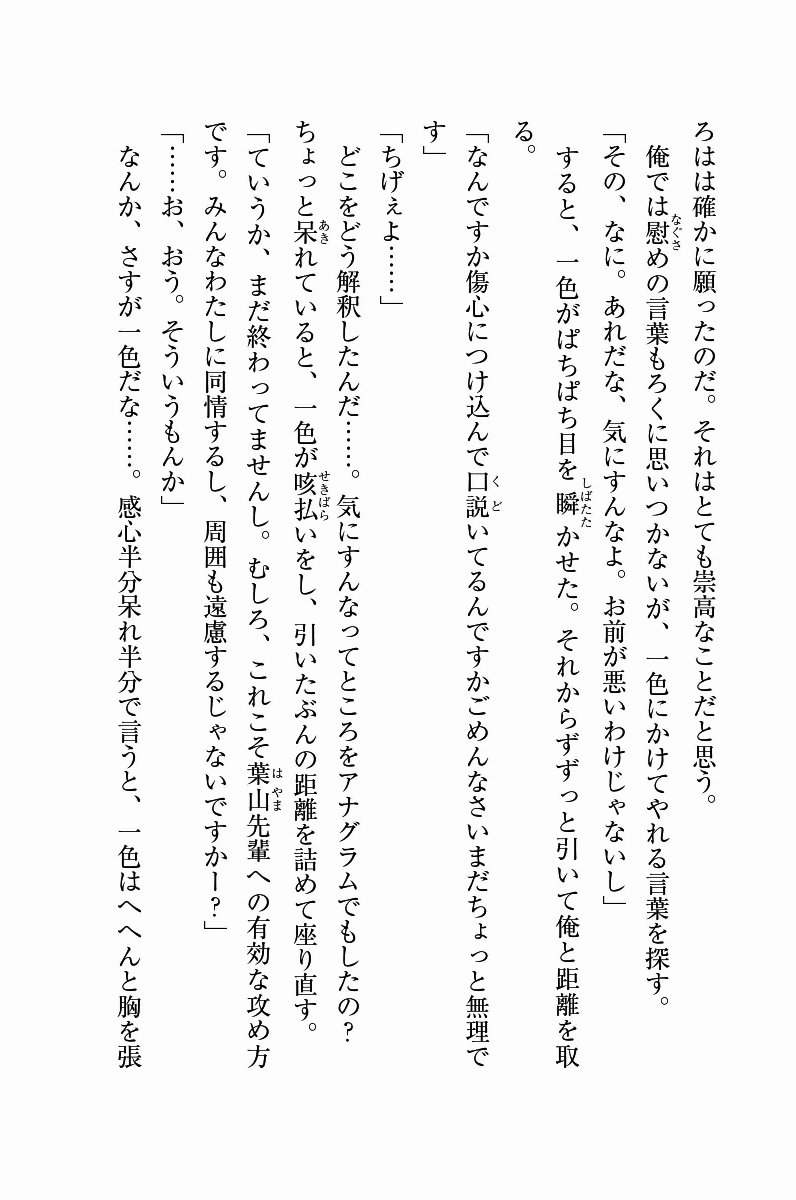 ろはは確かに願ったのだ。それはとても崇高なことだと思う。
俺では慰めの言葉もろくに思いつかないが、一色にかけてやれる言葉を探す。
「その、なに。あれだな、気にすんなよ。お前が悪いわけじゃないし」
すると、一色がぱちぱち目を瞬かせた。それからずずっと引いて俺と距離を取
る。
「なんですか傷心につけ込んで口説いてるんですかごめんなさいまだちょっと無理で
す」
「ちげぇよ……」
どこをどう解釈したんだ……。気にすんなってところをアナグラムでもしたの？
ちょっと呆れていると、一色が咳払いをし、引いたぶんの距離を詰めて座り直す。
「ていうか、まだ終わってませんし。むしろ、これこそ葉山先輩への有効な攻め方
です。みんなわたしに同情するし、周囲も遠慮するじゃないですかー？」
「……お、おう。そういうもんか」
なんか、さすが一色だな……。感心半分呆れ半分で言うと、一色はへへんと胸を張